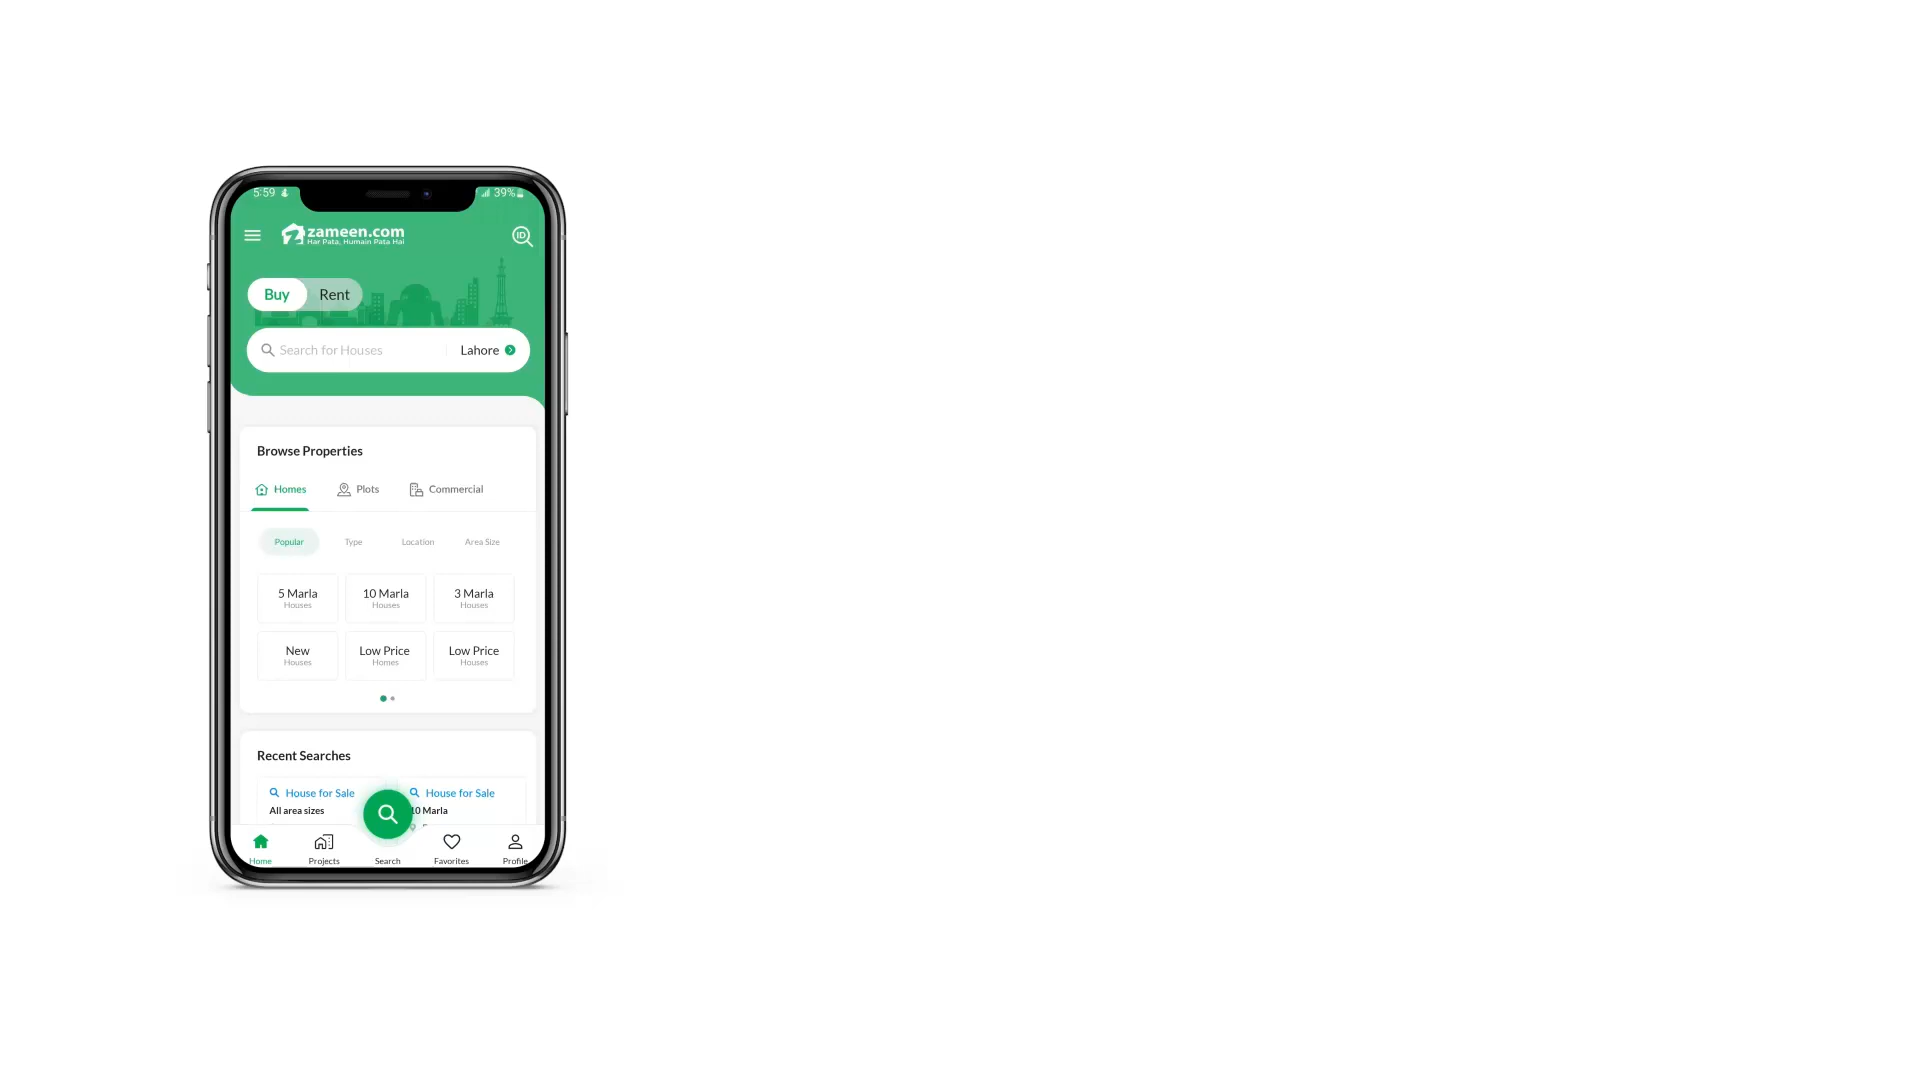 5:59
39%
zameen.com
Har Pata, Humain Pata Hai
ID
Buy Rent
Search for Houses Lahore
Browse Properties
Homes Plots Commercial
Popular Type Location Area Size
5 Marla 10 Marla 3 Marla
Houses Houses Houses
New Low Price Low Price
Houses Homes Houses
Recent Searches
House for Sale House for Sale
All area sizes 10 Marla
Home Projects Search Favorites Profile